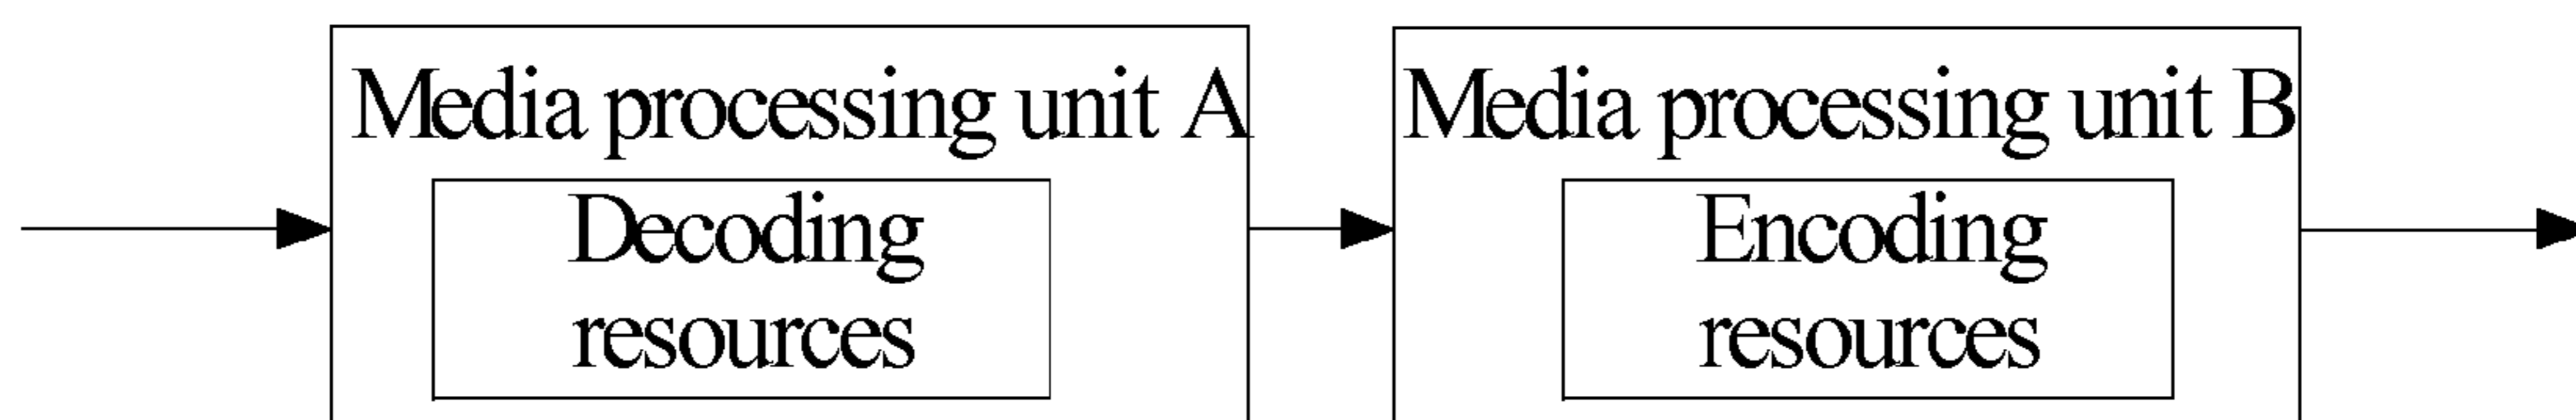 Media processing unit A
Decoding
resources
Media processing unit B
Encoding
resources